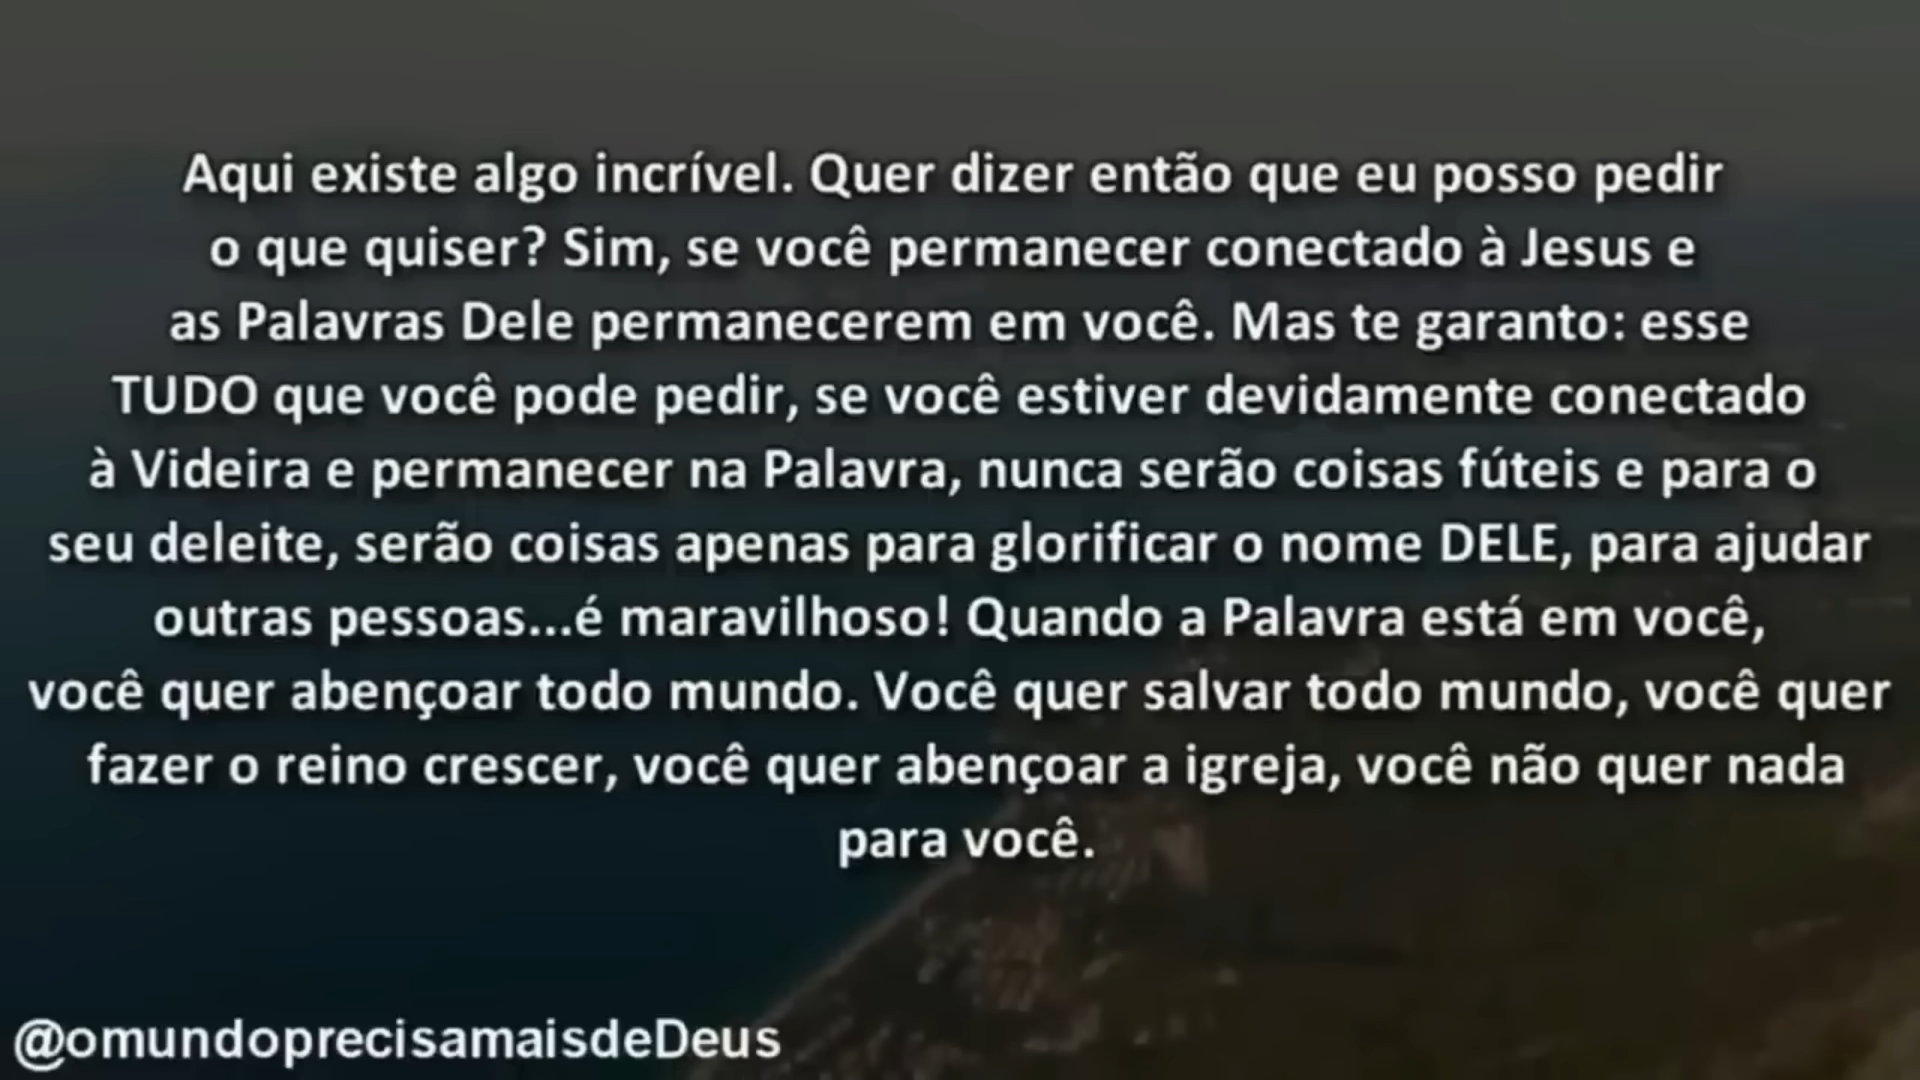 Aqui existe algo incrível. Quer dizer então que eu posso pedir
o que quiser? Sim, se você permanecer conectado à Jesus e
as Palavras Dele permanecerem em você. Mas te garanto: esse
TUDO que você pode pedir, se você estiver devidamente conectado
à Videira e permanecer na Palavra, nunca serão coisas fúteis e para o
seu deleite, serão coisas apenas para glorificar o nome DELE, para ajudar
outras pessoas...é maravilhoso! Quando a Palavra está em você,
você quer abençoar todo mundo. Você quer salvar todo mundo, você quer
fazer o reino crescer, você quer abençoar a igreja, você não quer nada
para você.
@omundoprecisamaisdeDeus